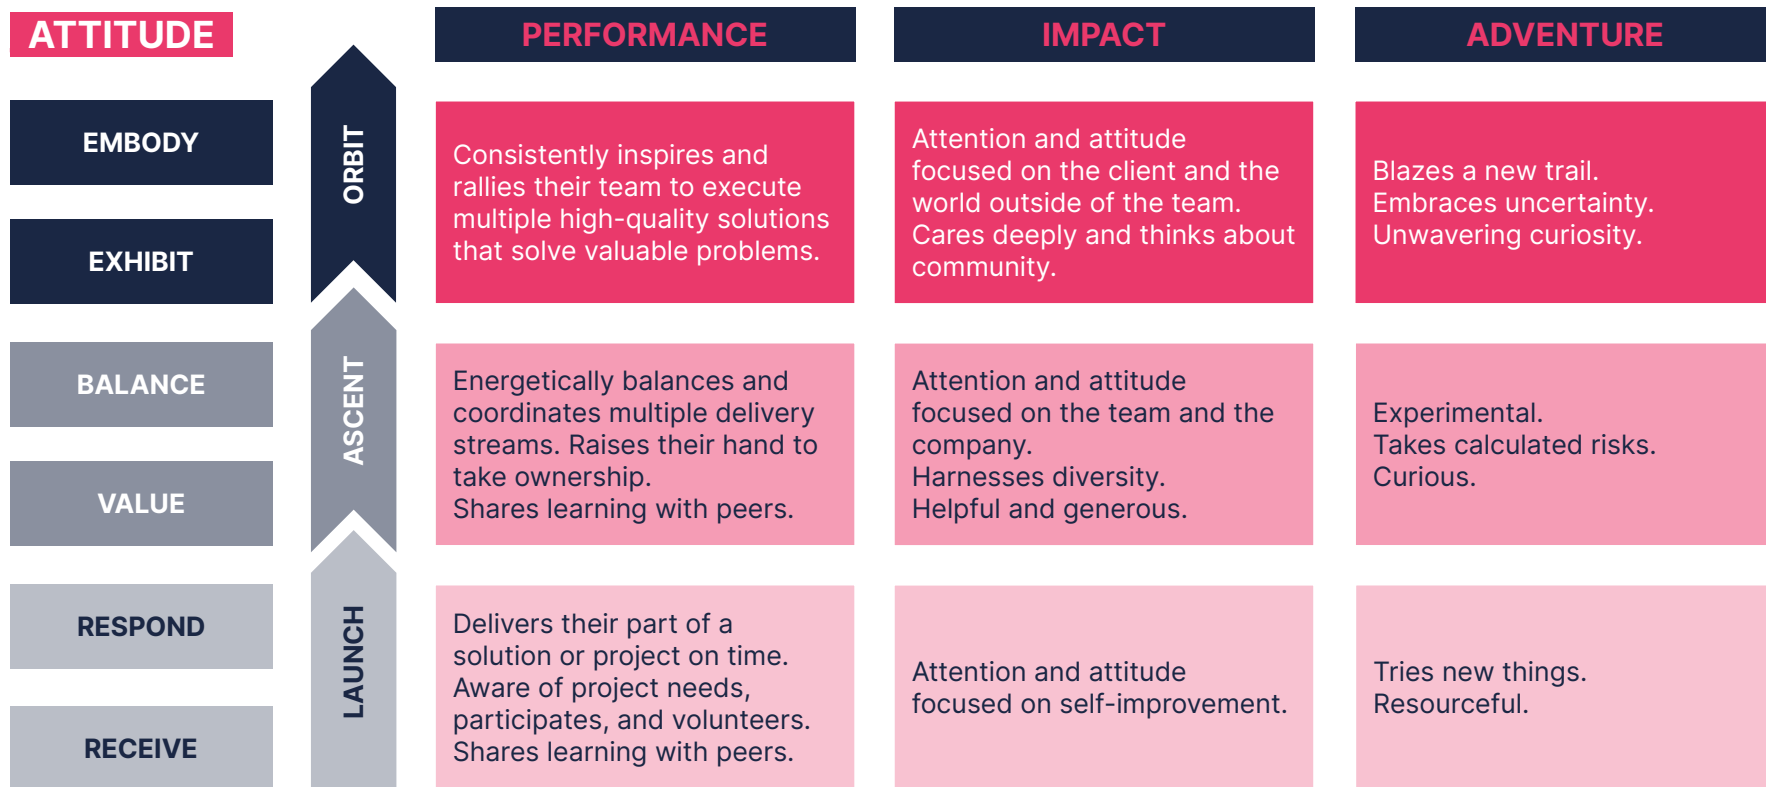 ATTITUDE
PERFORMANCE
IMPACT
ADVENTURE
EMBODY
EXHIBIT
ORBIT
Consistently inspires and
rallies their team to execute
multiple high-quality solutions
that solve valuable problems.
Attention and attitude
focused on the client and the
world outside of the team.
Cares deeply and thinks about
community.
Blazes a new trail.
Embraces uncertainty.
Unwavering curiosity.
BALANCE
VALUE
ASCENT
Energetically balances and
coordinates multiple delivery
streams. Raises their hand to
take ownership.
Shares learning with peers.
Attention and attitude
focused on the team and the
company.
Harnesses diversity.
Helpful and generous.
Experimental.
Takes calculated risks.
Curious.
RESPOND
RECEIVE
LAUNCH
Delivers their part of a
solution or project on time.
Aware of project needs,
participates, and volunteers.
Shares learning with peers.
Attention and attitude
focused on self-improvement.
Tries new things.
Resourceful.